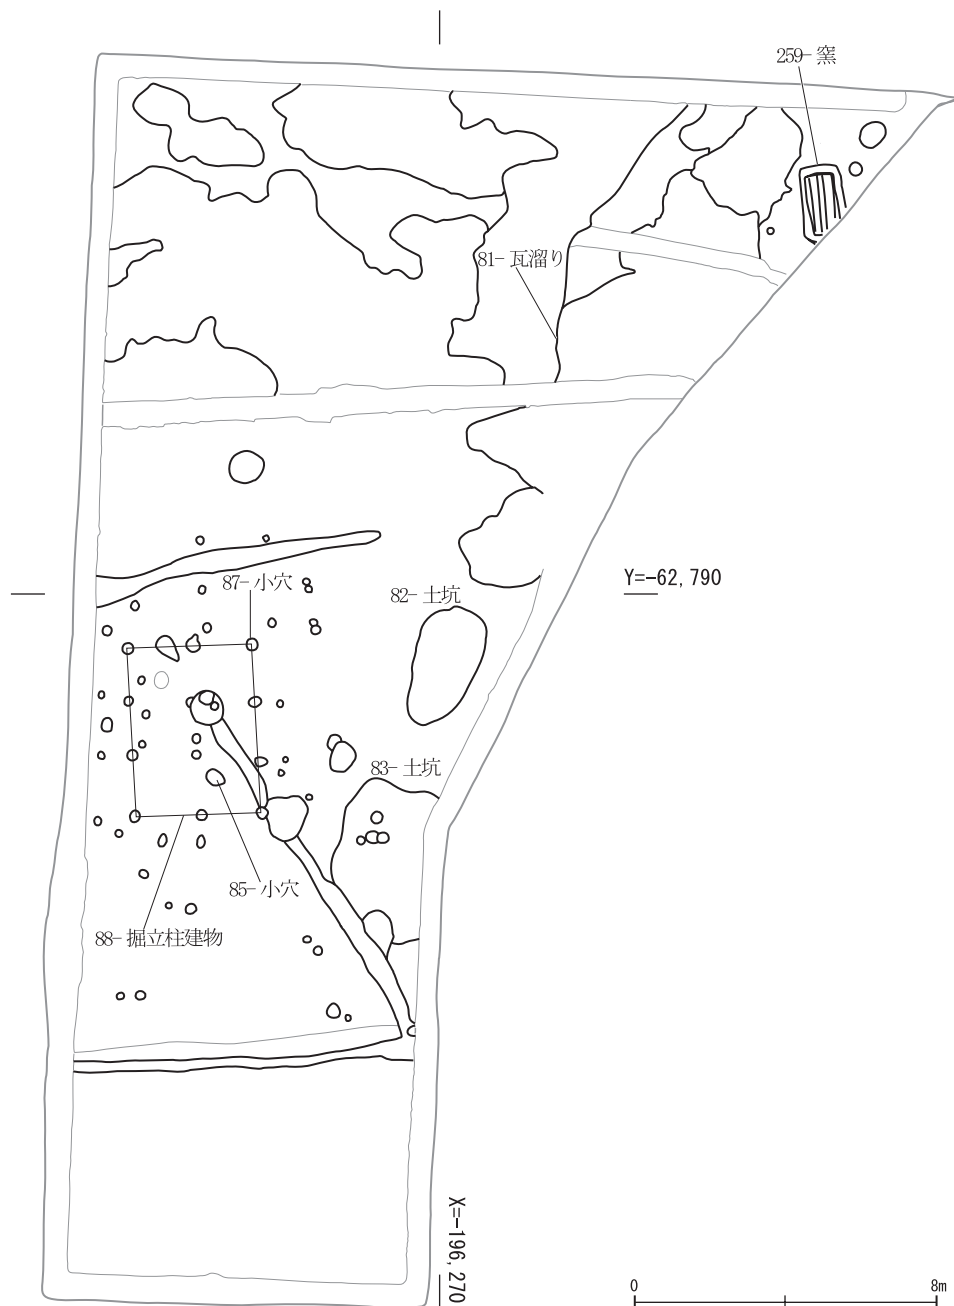 259- 窯
81- 瓦溜り
Y=-62, 790
87- 小穴
82- 土坑
83- 土坑
85- 小穴
88- 掘立柱建物
X=-196, 270
0 8m